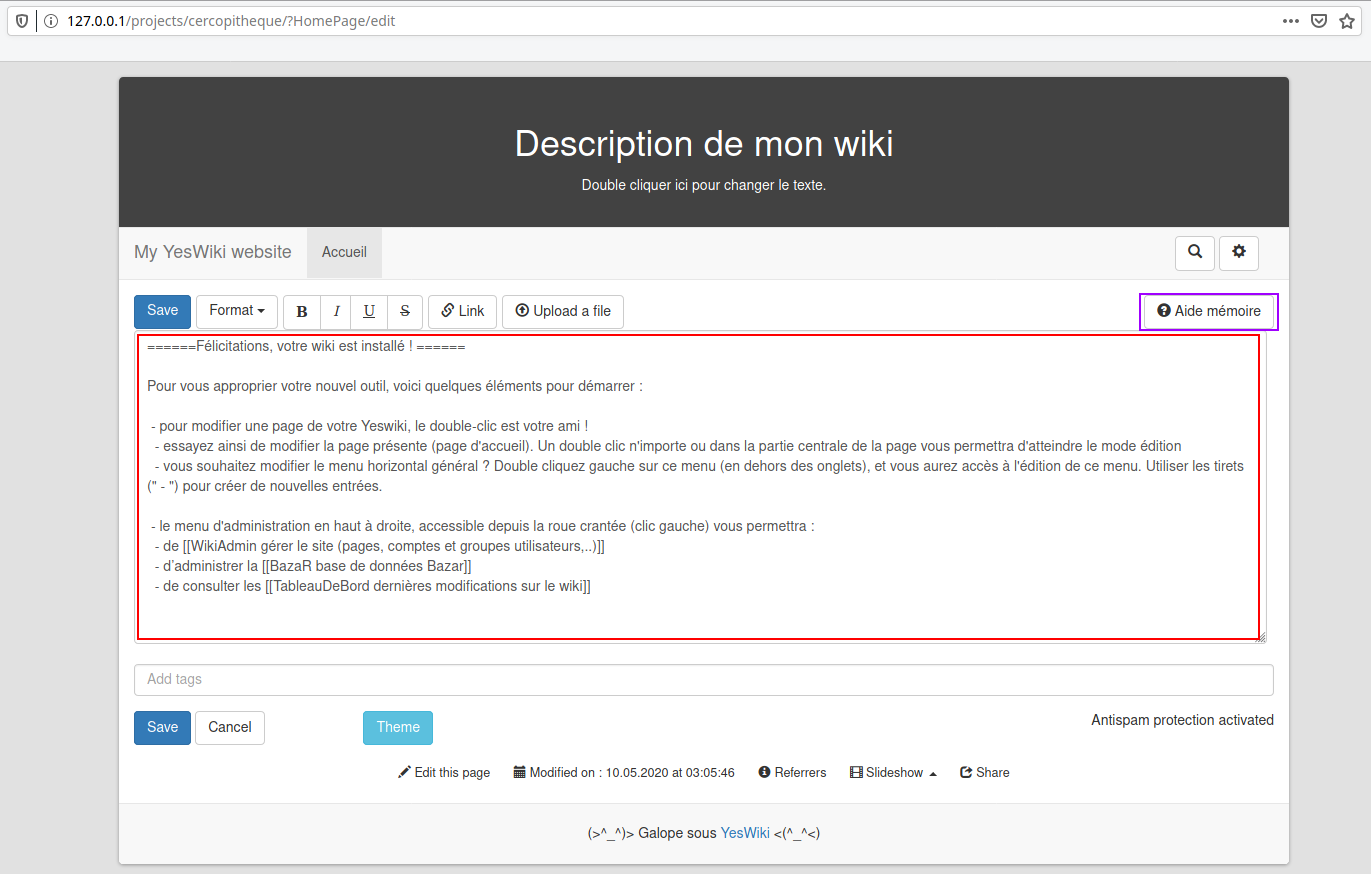 127.0.0.1/projects/cercopitheque/?HomePage/edit
Description de mon wiki
Double cliquer ici pour changer le texte.
My YesWiki website Accueil
Save Format B I U S Link Upload a file Aide mémoire
======Félicitations, votre wiki est installé ! ======
Pour vous approprier votre nouvel outil, voici quelques éléments pour démarrer :
- pour modifier une page de votre Yeswiki, le double-clic est votre ami !
- essayez ainsi de modifier la page présente (page d'accueil). Un double clic n'importe ou dans la partie centrale de la page vous permettra d'atteindre le mode édition
- vous souhaitez modifier le menu horizontal général ? Double cliquez gauche sur ce menu (en dehors des onglets), et vous aurez accès à l'édition de ce menu. Utiliser les tirets
(" - ") pour créer de nouvelles entrées.
- le menu d'administration en haut à droite, accessible depuis la roue crantée (clic gauche) vous permettra :
- de [[WikiAdmin gérer le site (pages, comptes et groupes utilisateurs,..)]]
- d’administrer la [[BazaR base de données Bazar]]
- de consulter les [[TableauDeBord dernières modifications sur le wiki]]
Add tags
Save Cancel Theme Antispam protection activated
Edit this page Modified on : 10.05.2020 at 03:05:46 Referrers Slideshow Share
(>^_^)> Galope sous YesWiki <(^_^<)